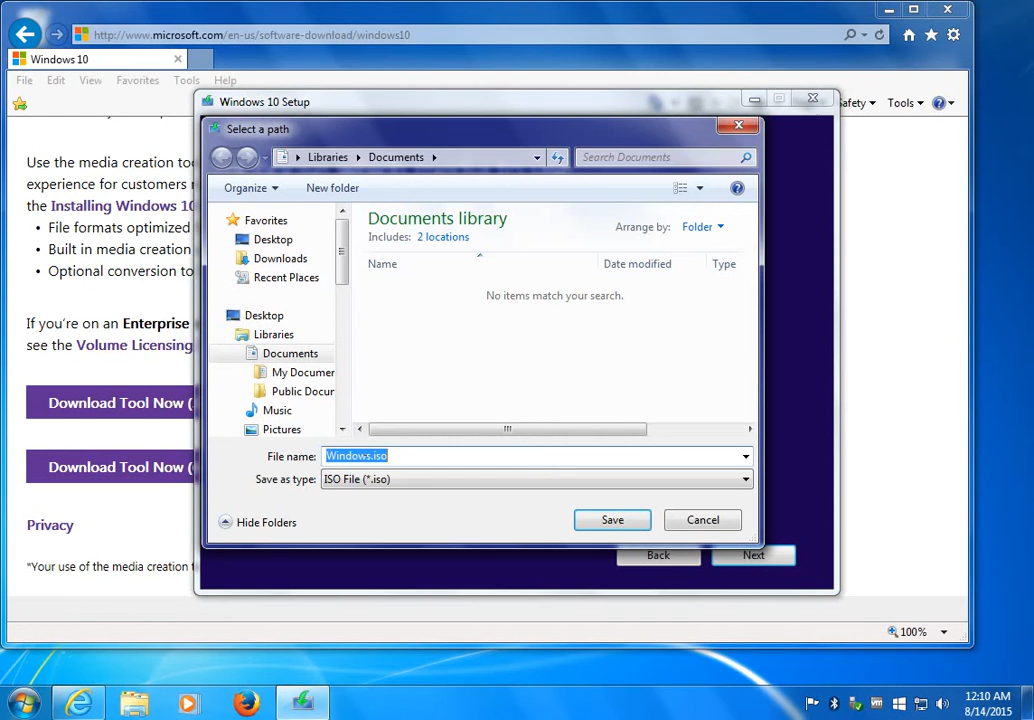 http://www.microsoft.com/en-us/software-download/windows10
Windows 10
File Edit View Favorites Tools Help
Safety Tools
Use the media creation to
experience for customers
the Installing Windows 10
File formats optimized
Built in media creation
Optional conversion to
If you're on an Enterprise
see the Volume Licensing
Download Tool Now (
Download Tool Now (
Privacy
*Your use of the media creation
Windows 10 Setup
Select a path
Libraries Documents
Search Documents
Organize New folder
Favorites
Desktop
Downloads
Recent Places
Desktop
Libraries
Documents
My Documer
Public Docur
Music
Pictures
Documents library
Includes: 2 locations
Arrange by: Folder
Name Date modified Type
No items match your search.
File name: Windows.iso
Save as type: ISO File (*.iso)
Hide Folders
Save Cancel
Back Next
100%
12:10 AM
8/14/2015